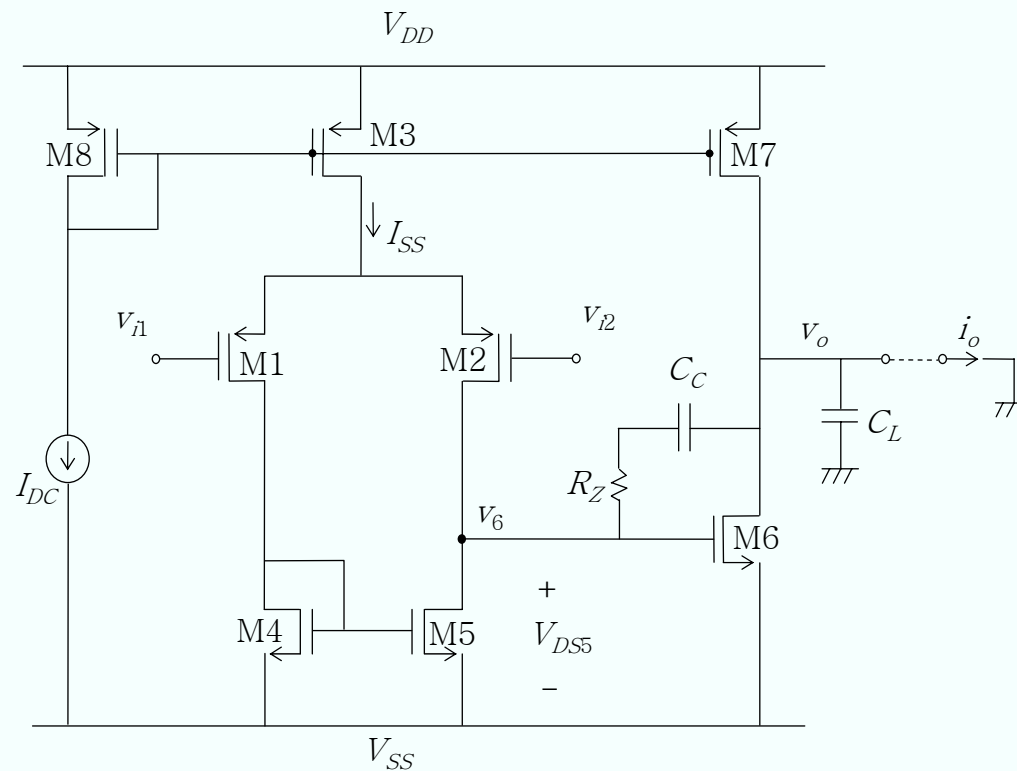 V_DD
M8
M3
M7
I_SS
v_i1
v_i2
v_o
i_o
M1
M2
C_C
C_L
I_DC
R_Z
v_6
M6
+
M4
M5
V_DS5
−
V_SS